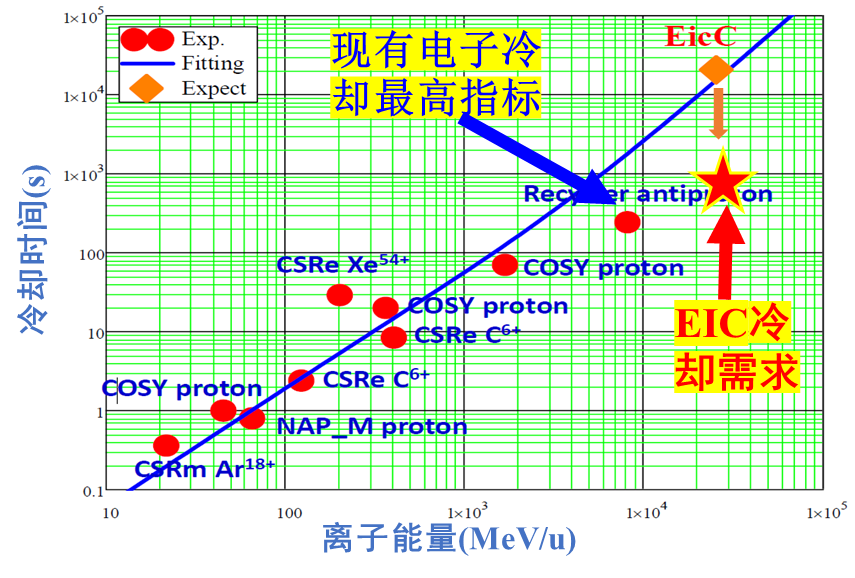 1×10⁵
Exp.
Fitting
Expect
现有电子冷
却最高指标
EicC
1×10⁴
1×10³
Recycler antiproton
100
CSRe Xe⁵⁴⁺
COSY proton
COSY proton
EIC冷
却需求
10
CSRe C⁶⁺
CSRe C⁶⁺
COSY proton
1
NAP_M proton
CSRm Ar¹⁸⁺
0.1
10
100
1×10³
1×10⁴
1×10⁵
冷却时间(s)
离子能量(MeV/u)